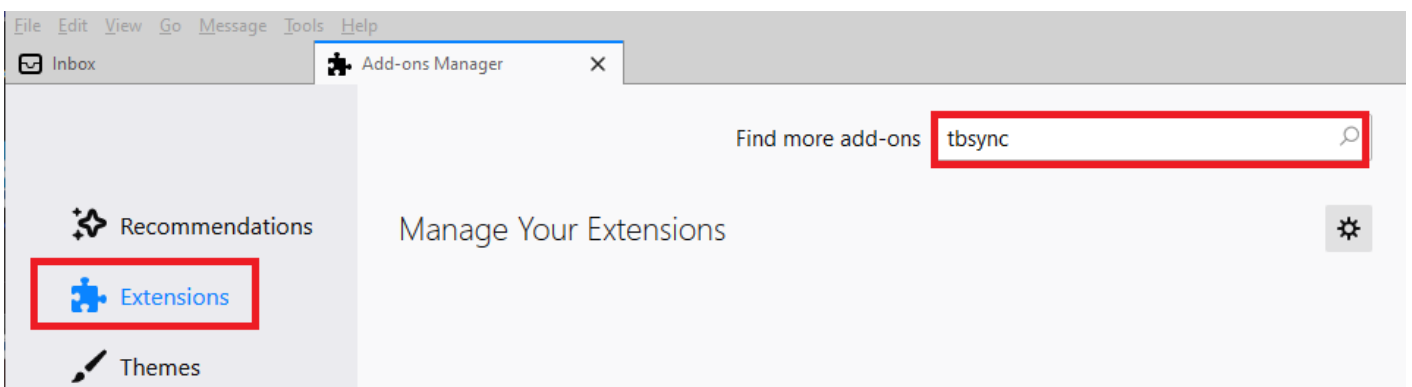 File Edit View Go Message Tools Help
Inbox
Add-ons Manager
Find more add-ons tbsync
Recommendations
Manage Your Extensions
Extensions
Themes